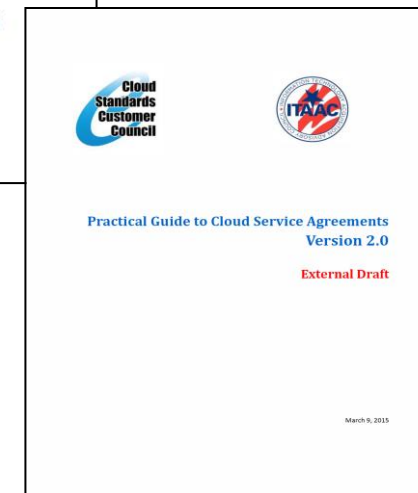 Cloud
Standards
Customer
Council
ITAAC
Practical Guide to Cloud Service Agreements
Version 2.0
External Draft
March 9, 2015